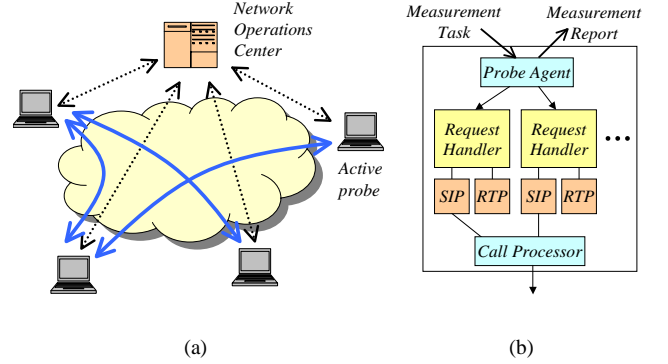 Network
Operations
Center
Active
probe
(a)
Measurement
Task
Measurement
Report
Probe Agent
Request
Handler
Request
Handler
•••
SIP
RTP
SIP
RTP
Call Processor
(b)